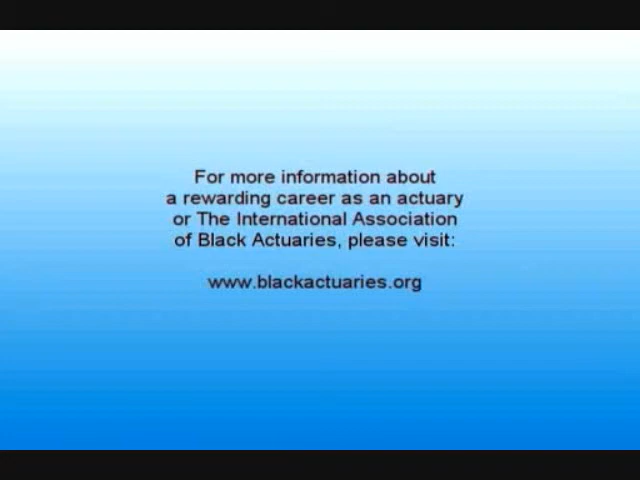 For more information about
a rewarding career as an actuary
or The International Association
of Black Actuaries, please visit:
www.blackactuaries.org